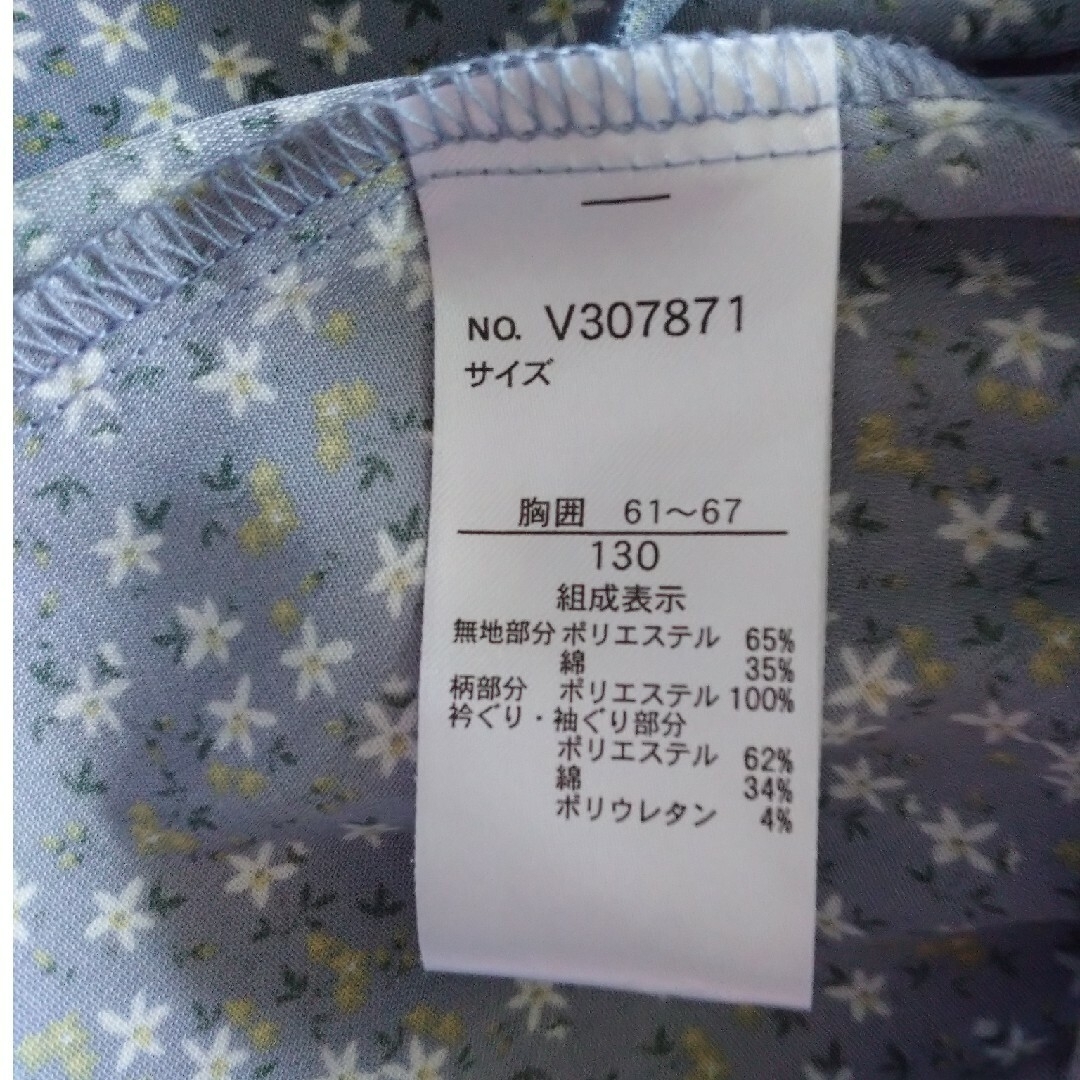 NO. V307871
サイズ
胸囲 61～67
130
組成表示
無地部分 ポリエステル 65%
綿 35%
柄部分 ポリエステル 100%
衿ぐり・袖ぐり部分
ポリエステル 62%
綿 34%
ポリウレタン 4%